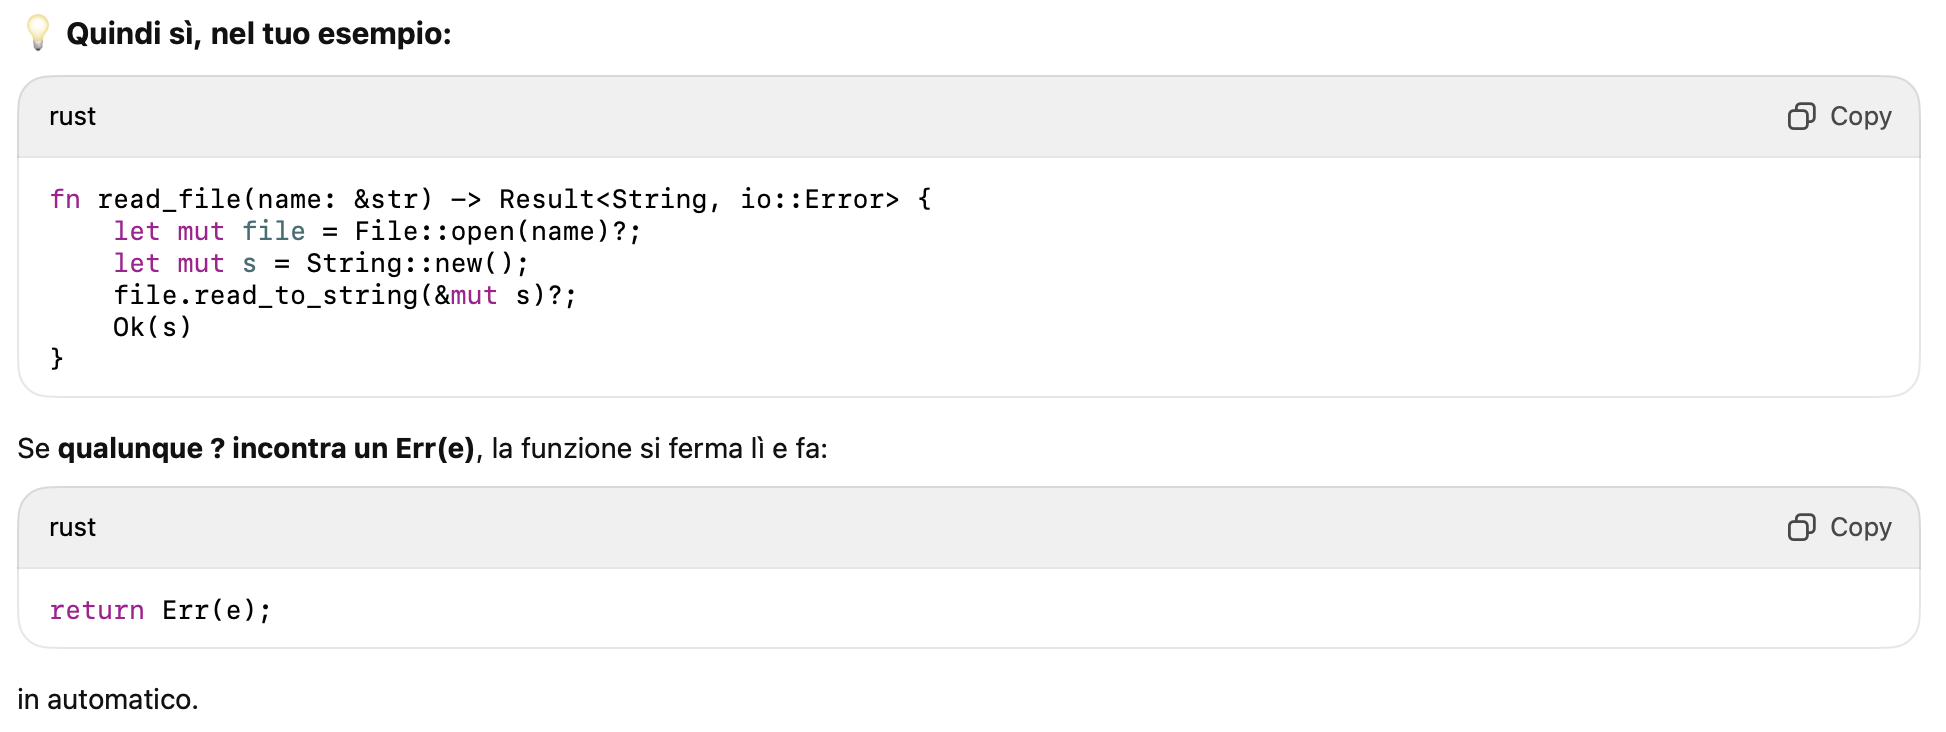 💡 Quindi sì, nel tuo esempio:
rust
Copy
fn read_file(name: &str) -> Result<String, io::Error> {
    let mut file = File::open(name)?;
    let mut s = String::new();
    file.read_to_string(&mut s)?;
    Ok(s)
}
Se qualunque ? incontra un Err(e), la funzione si ferma lì e fa:
rust
Copy
return Err(e);
in automatico.